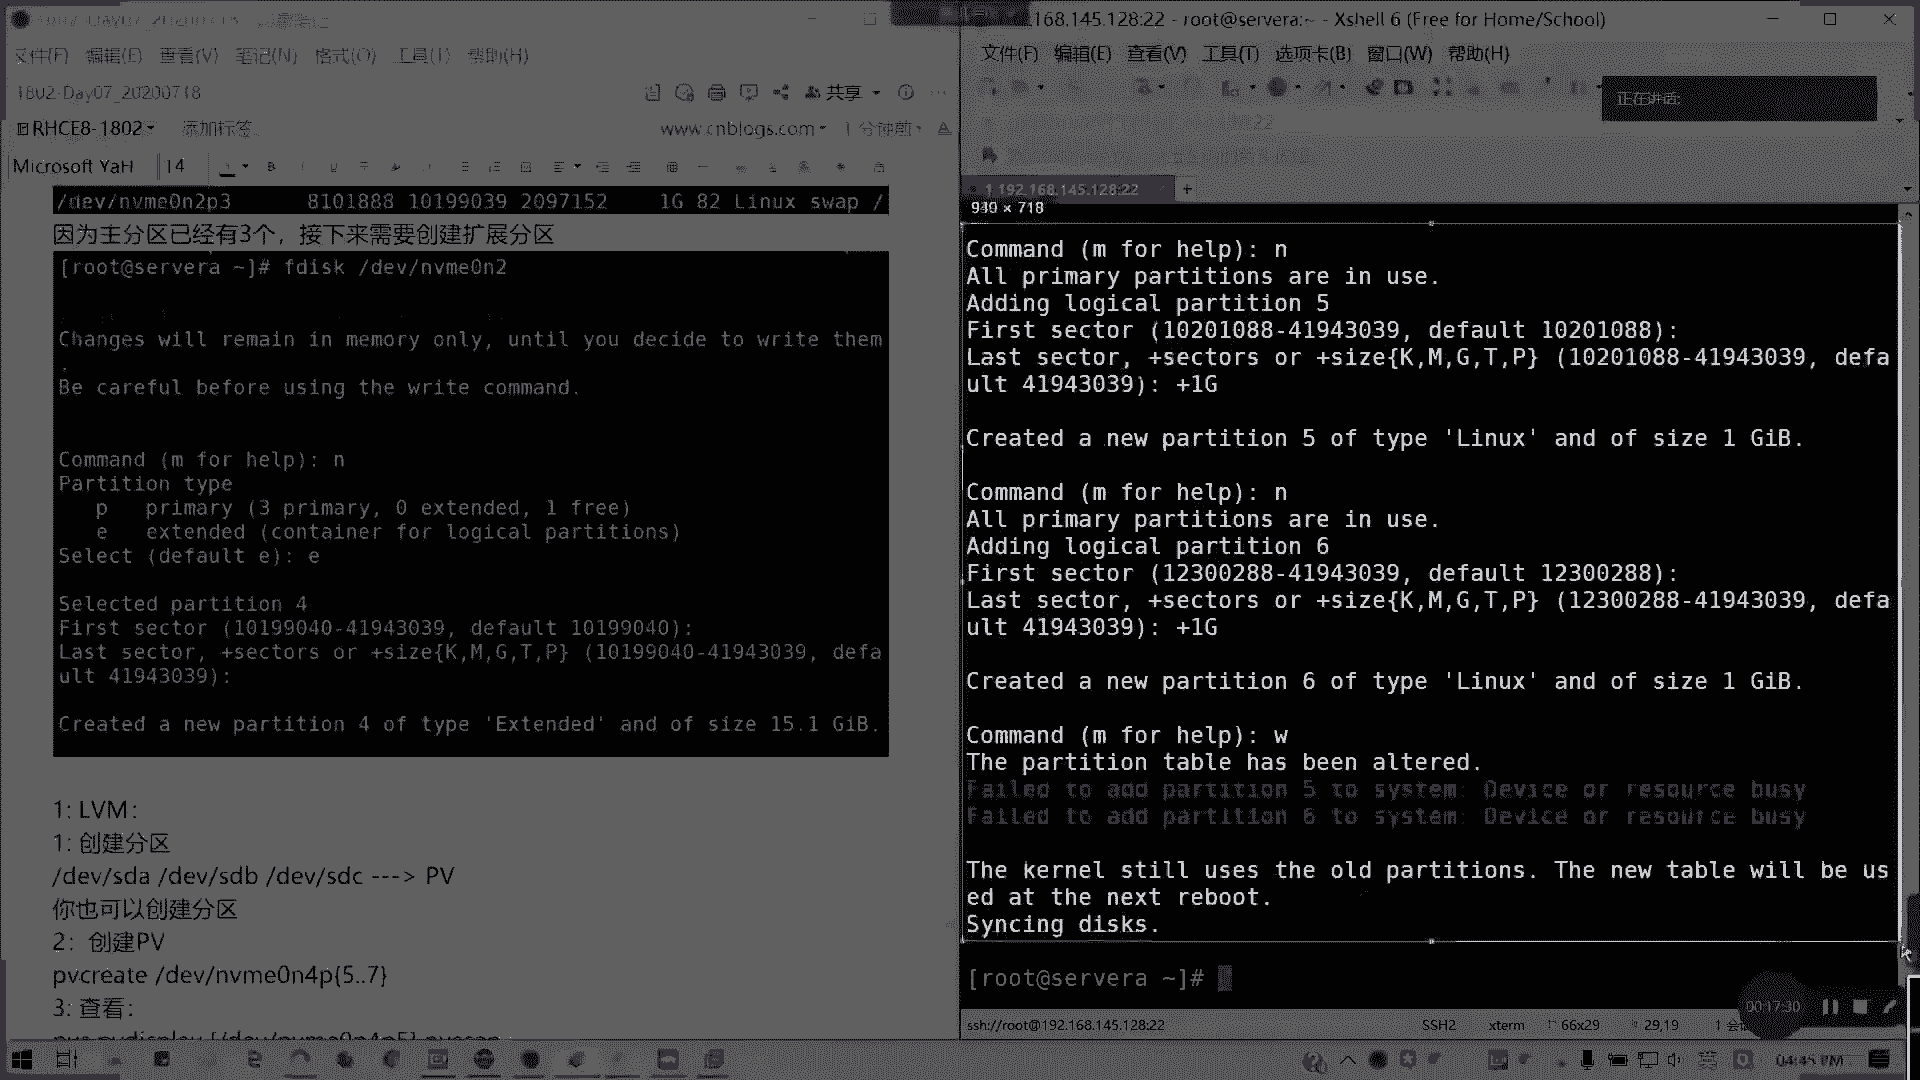 文件(F) 编辑(E) 查看(V) 笔记(N) 格式(O) 工具(T) 帮助(H)
1802-Day07_20200718
共享
RHCE8-1802
添加标签.
www.cnblogs.com
1 分钟前
Microsoft YaH 14
/dev/nvme0n2p3 8101888 10199039 2097152 1G 82 Linux swap /
因为主分区已经有3个，接下来需要创建扩展分区
[root@servera ~]# fdisk /dev/nvme0n2
Changes will remain in memory only, until you decide to write them
.
Be careful before using the write command.
Command (m for help): n
Partition type
p primary (3 primary, 0 extended, 1 free)
e extended (container for logical partitions)
Select (default e): e
Selected partition 4
First sector (10199040-41943039, default 10199040):
Last sector, +sectors or +size{K,M,G,T,P} (10199040-41943039, defa
ult 41943039):
Created a new partition 4 of type 'Extended' and of size 15.1 GiB.
1: LVM:
1: 创建分区
/dev/sda /dev/sdb /dev/sdc ---> PV
你也可以创建分区
2：创建PV
pvcreate /dev/nvme0n4p{5..7}
3: 查看:
168.145.128:22 - root@servera:~ - Xshell 6 (Free for Home/School)
文件(F) 编辑(E) 查看(V) 工具(T) 选项卡(B) 窗口(W) 帮助(H)
正在讲话:
1 192.168.145.128:22
+
940 × 718
Command (m for help): n
All primary partitions are in use.
Adding logical partition 5
First sector (10201088-41943039, default 10201088):
Last sector, +sectors or +size{K,M,G,T,P} (10201088-41943039, defa
ult 41943039): +1G
Created a new partition 5 of type 'Linux' and of size 1 GiB.
Command (m for help): n
All primary partitions are in use.
Adding logical partition 6
First sector (12300288-41943039, default 12300288):
Last sector, +sectors or +size{K,M,G,T,P} (12300288-41943039, defa
ult 41943039): +1G
Created a new partition 6 of type 'Linux' and of size 1 GiB.
Command (m for help): w
The partition table has been altered.
Failed to add partition 5 to system: Device or resource busy
Failed to add partition 6 to system: Device or resource busy
The kernel still uses the old partitions. The new table will be us
ed at the next reboot.
Syncing disks.
[root@servera ~]#
00:17:30
ssh://root@192.168.145.128:22 SSH2 xterm 66x29 29,19
英
04:45 PM